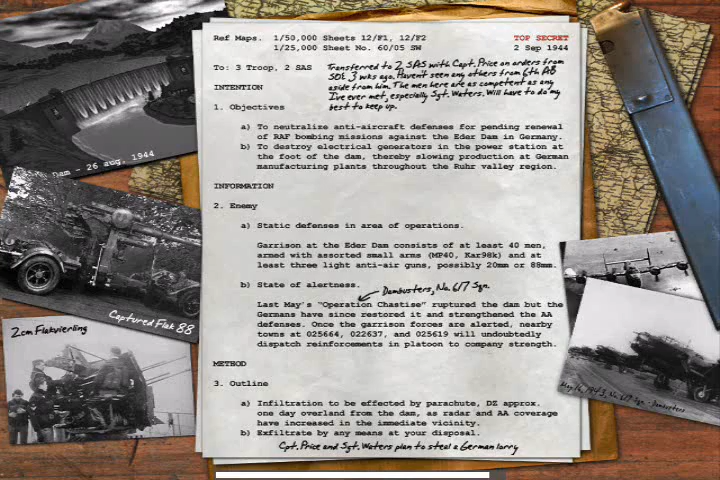 Ref Maps. 1/50,000 Sheets 12/F1, 12/F2 TOP SECRET
1/25,000 Sheet No. 60/05 SW 2 Sep 1944
To: 3 Troop, 2 SAS
Transferred to 2 SAS with Capt. Price on orders from
SOE 3 wks ago. Haven't seen any others from 6th AB
aside from him. The men here are as competent as any
I've ever met, especially Sgt. Waters. Will have to do my
best to keep up.
INTENTION
1. Objectives
a) To neutralize anti-aircraft defenses for pending renewal
of RAF bombing missions against the Eder Dam in Germany.
b) To destroy electrical generators in the power station at
the foot of the dam, thereby slowing production at German
manufacturing plants throughout the Ruhr valley region.
INFORMATION
2. Enemy
a) Static defenses in area of operations.
Garrison at the Eder Dam consists of at least 40 men,
armed with assorted small arms (MP40, Kar98k) and at
least three light anti-air guns, possibly 20mm or 88mm.
b) State of alertness.
Dambusters, No. 617 Sqn.
Last May's "Operation Chastise" ruptured the dam but the
Germans have since restored it and strengthened the AA
defenses. Once the garrison forces are alerted, nearby
towns at 025664, 022637, and 025619 will undoubtedly
dispatch reinforcements in platoon to company strength.
METHOD
3. Outline
a) Infiltration to be effected by parachute, DZ approx.
one day overland from the dam, as radar and AA coverage
have increased in the immediate vicinity.
b) Exfiltrate by any means at your disposal.
Cpt. Price and Sgt. Waters plan to steal a German lorry
Dam - 26 aug. 1944
Captured Flak 88
2cm Flakvierling
May 16, 1943, No. 617 Sqn - Dambusters